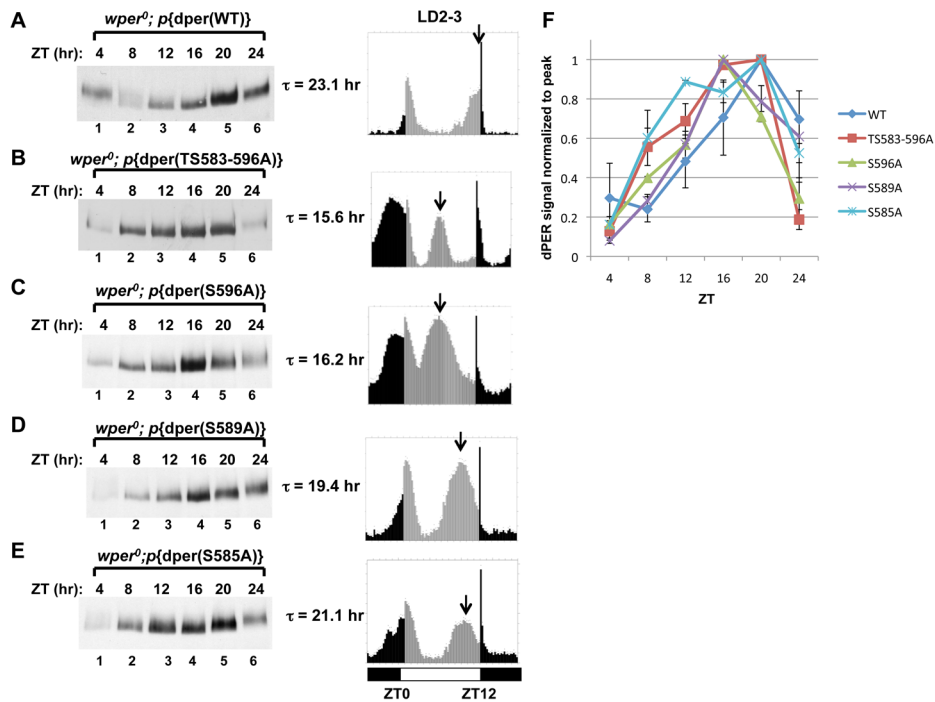 A
wper⁰; p{dper(WT)}
ZT (hr): 4 8 12 16 20 24
1 2 3 4 5 6
τ = 23.1 hr
LD2-3
B
wper⁰; p{dper(TS583-596A)}
ZT (hr): 4 8 12 16 20 24
1 2 3 4 5 6
τ = 15.6 hr
C
wper⁰; p{dper(S596A)}
ZT (hr): 4 8 12 16 20 24
1 2 3 4 5 6
τ = 16.2 hr
D
wper⁰; p{dper(S589A)}
ZT (hr): 4 8 12 16 20 24
1 2 3 4 5 6
τ = 19.4 hr
E
wper⁰;p{dper(S585A)}
ZT (hr): 4 8 12 16 20 24
1 2 3 4 5 6
τ = 21.1 hr
ZT0 ZT12
F
dPER signal normalized to peak
1
0.8
0.6
0.4
0.2
0
4 8 12 16 20 24
ZT
WT
TS583-596A
S596A
S589A
S585A